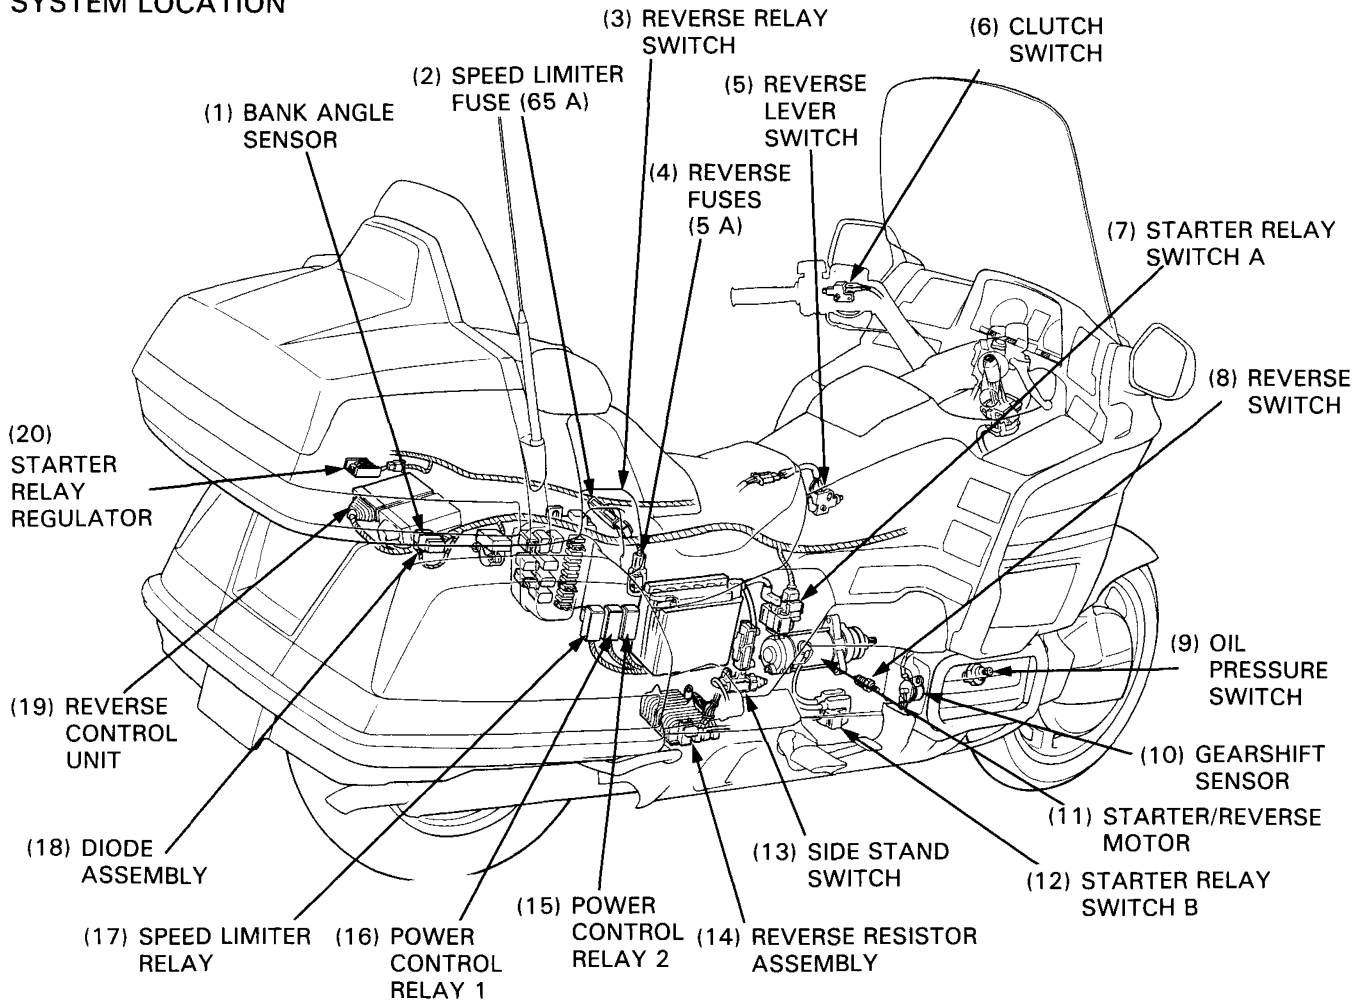 SYSTEM LOCATION
(1) BANK ANGLE
SENSOR
(2) SPEED LIMITER
FUSE (65 A)
(3) REVERSE RELAY
SWITCH
(4) REVERSE
FUSES
(5 A)
(5) REVERSE
LEVER
SWITCH
(6) CLUTCH
SWITCH
(7) STARTER RELAY
SWITCH A
(8) REVERSE
SWITCH
(9) OIL
PRESSURE
SWITCH
(10) GEARSHIFT
SENSOR
(11) STARTER/REVERSE
MOTOR
(12) STARTER RELAY
SWITCH B
(13) SIDE STAND
SWITCH
(14) REVERSE RESISTOR
ASSEMBLY
(15) POWER
CONTROL
RELAY 2
(16) POWER
CONTROL
RELAY 1
(17) SPEED LIMITER
RELAY
(18) DIODE
ASSEMBLY
(19) REVERSE
CONTROL
UNIT
(20)
STARTER
RELAY
REGULATOR